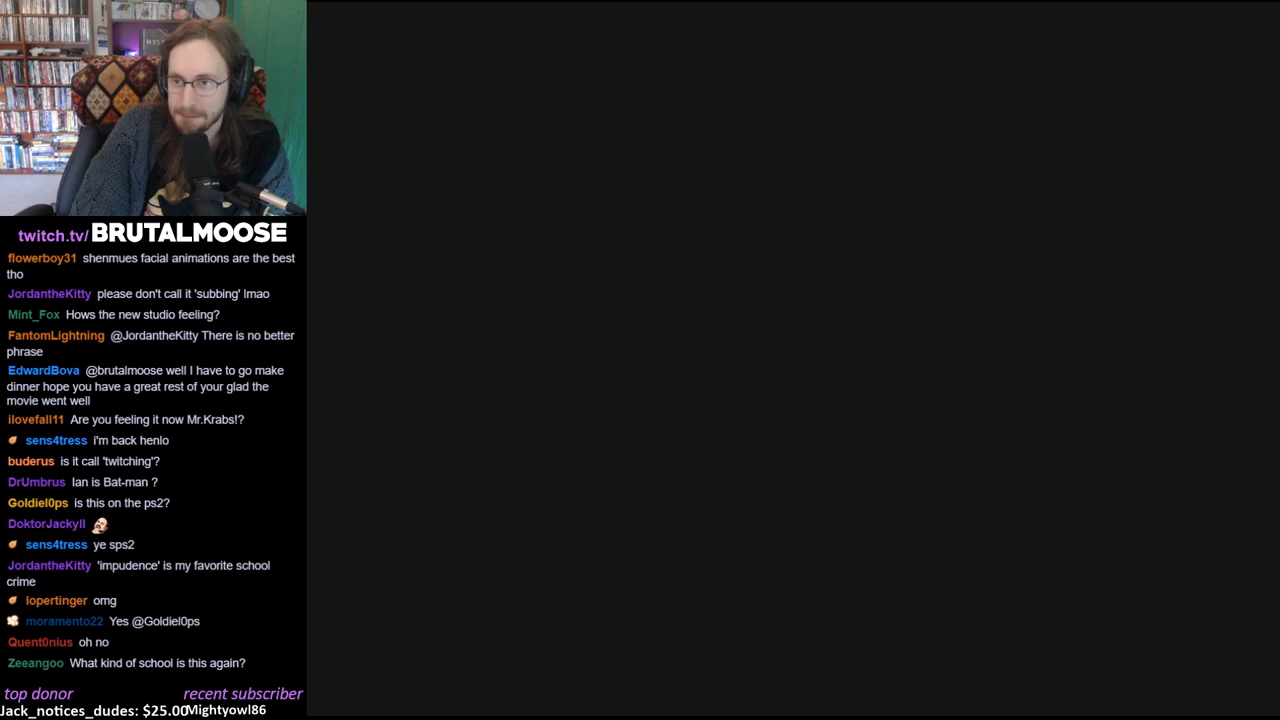 twitch.tv/BRUTALMOOSE
flowerboy31 shenmues facial animations are the best
tho
JordantheKitty please don't call it 'subbing' lmao
Mint_Fox Hows the new studio feeling?
FantomLightning @JordantheKitty There is no better
phrase
EdwardBova @brutalmoose well I have to go make
dinner hope you have a great rest of your glad the
movie went well
ilovefall11 Are you feeling it now Mr.Krabs!?
sens4tress i'm back henlo
buderus is it call 'twitching'?
DrUmbrus Ian is Bat-man ?
Goldiel0ps is this on the ps2?
DoktorJackyll
sens4tress ye sps2
JordantheKitty 'impudence' is my favorite school
crime
lopertinger omg
moramento22 Yes @Goldiel0ps
Quent0nius oh no
Zeeangoo What kind of school is this again?
top donor recent subscriber
Jack_notices_dudes: $25.00 Mightyowl86